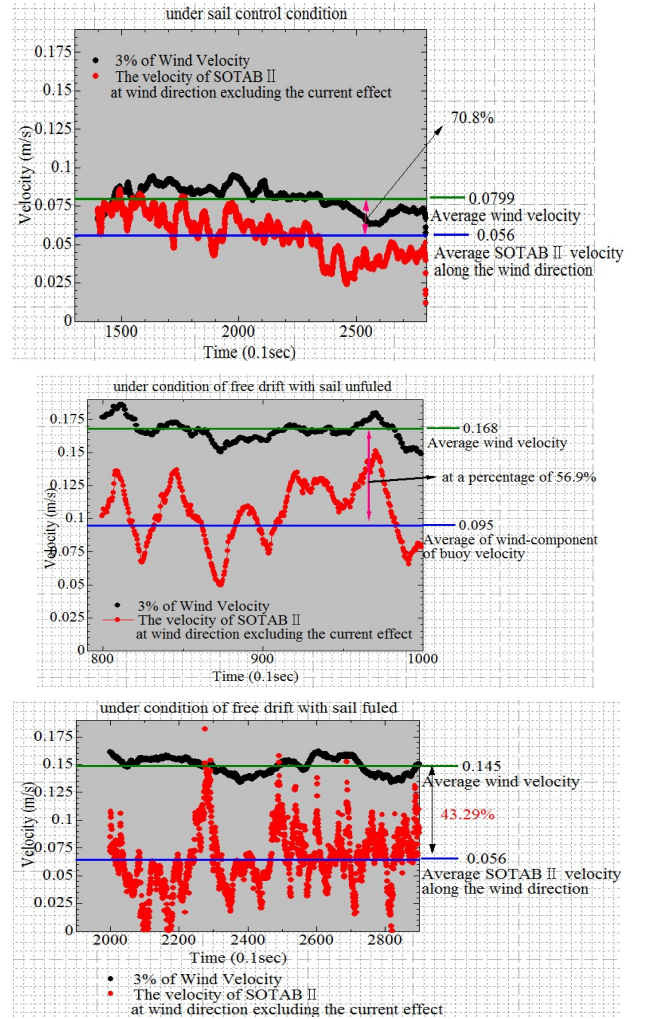 under sail control condition
0.175
3% of Wind Velocity
The velocity of SOTAB Ⅱ
at wind direction excluding the current effect
0.15
0.125
70.8%
0.1
0.075
0.0799
Average wind velocity
0.056
0.05
Average SOTAB Ⅱ velocity
along the wind direction
0.025
0
Velocity (m/s)
1500
2000
2500
Time (0.1sec)
under condition of free drift with sail unfuled
0.175
0.168
Average wind velocity
0.15
0.125
at a percentage of 56.9%
0.1
0.095
Average of wind-component
of buoy velocity
0.075
0.05
0.025
0
Velocity (m/s)
3% of Wind Velocity
The velocity of SOTAB Ⅱ
at wind direction excluding the current effect
800
900
1000
Time (0.1sec)
under condition of free drift with sail fuled
0.175
0.15
0.145
Average wind velocity
0.125
43.29%
0.1
0.075
0.056
0.05
Average SOTAB Ⅱ velocity
along the wind direction
0.025
0
Velocity (m/s)
2000
2200
2400
2600
2800
Time (0.1sec)
3% of Wind Velocity
The velocity of SOTAB Ⅱ
at wind direction excluding the current effect